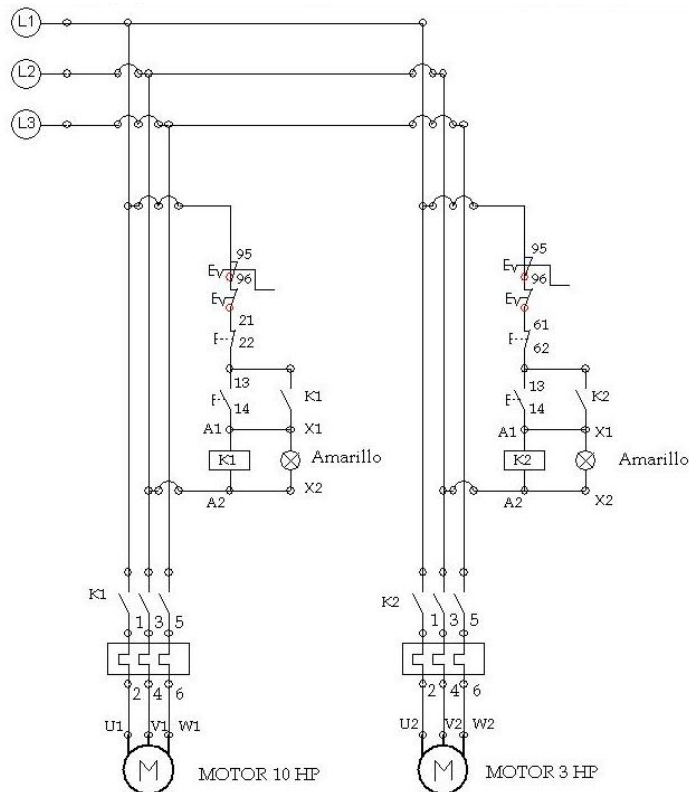 L1
L2
L3
95
96
21
22
13
14
K1
A1
X1
K1
Amarillo
A2
X2
95
96
61
62
13
14
K2
A1
X1
K2
Amarillo
A2
X2
K1
1 3 5
2 4 6
U1 V1 W1
M
MOTOR 10 HP
K2
1 3 5
2 4 6
U2 V2 W2
M
MOTOR 3 HP